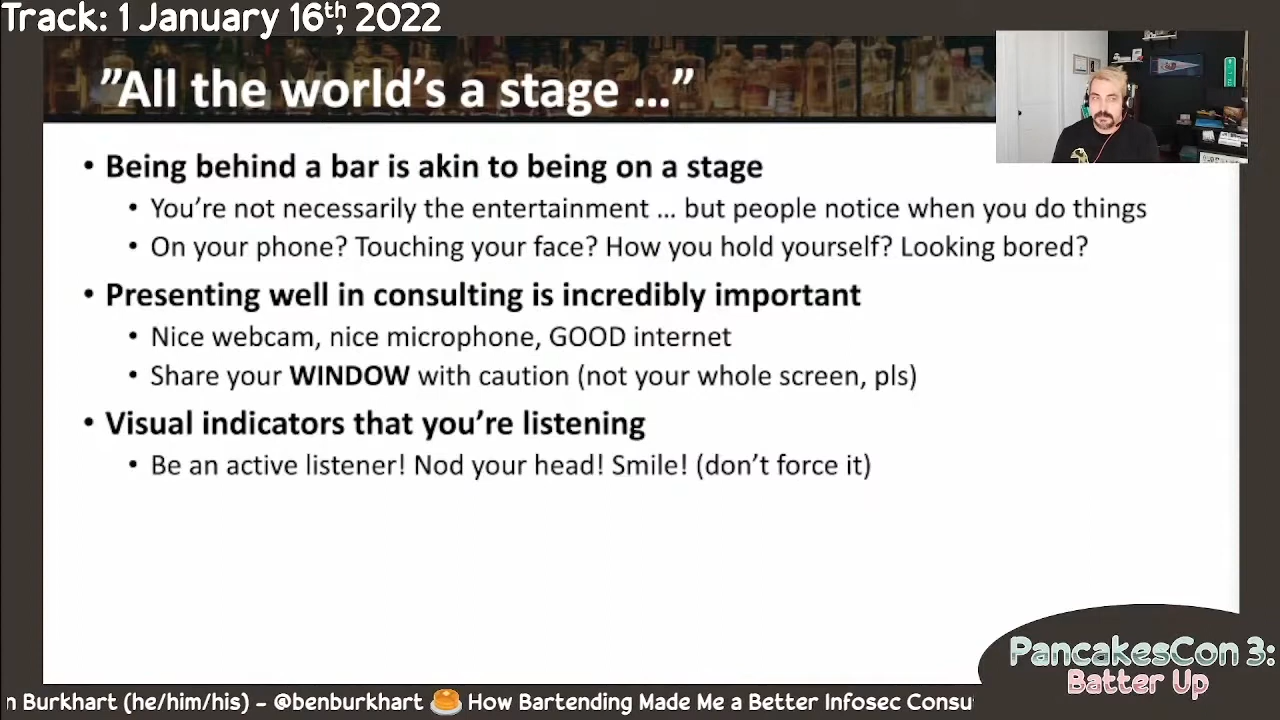 Track: 1 January 16th, 2022
"All the world's a stage ..."
• Being behind a bar is akin to being on a stage
• You're not necessarily the entertainment ... but people notice when you do things
• On your phone? Touching your face? How you hold yourself? Looking bored?
• Presenting well in consulting is incredibly important
• Nice webcam, nice microphone, GOOD internet
• Share your WINDOW with caution (not your whole screen, pls)
• Visual indicators that you're listening
• Be an active listener! Nod your head! Smile! (don't force it)
PancakesCon 3:
Batter Up
n Burkhart (he/him/his) - @benburkhart 🥞 How Bartending Made Me a Better Infosec Consu